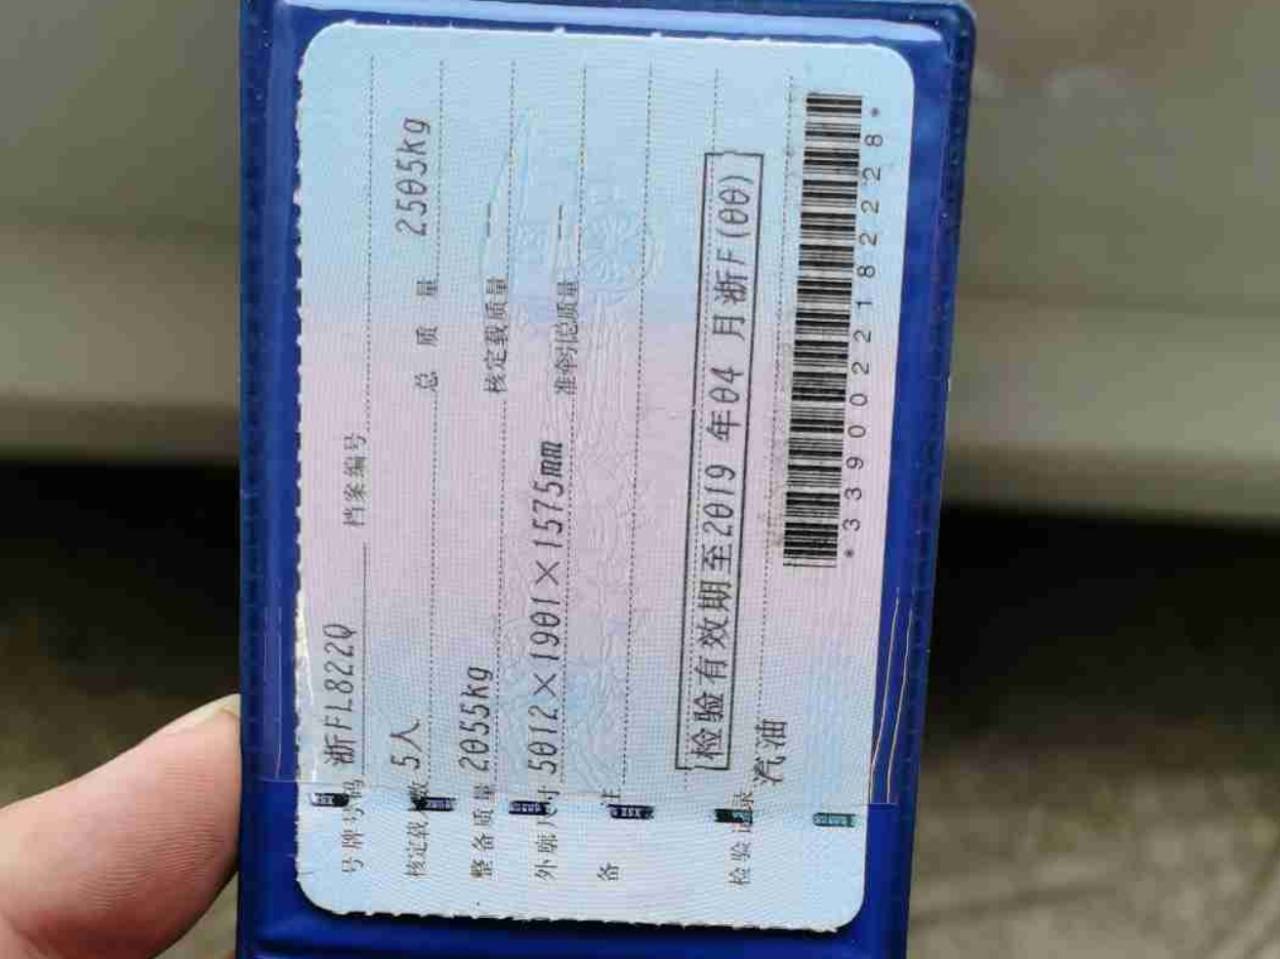 号牌号码 浙FL822Q 档案编号
核定载人数 5人 总质量 2505kg
整备质量 2055kg 核定载质量 --
外廓尺寸 5012×1901×1575mm 准牵引总质量 --
备注
检验有效期至2019年04月浙F(00)
检验记录
汽油
*3390022182228*